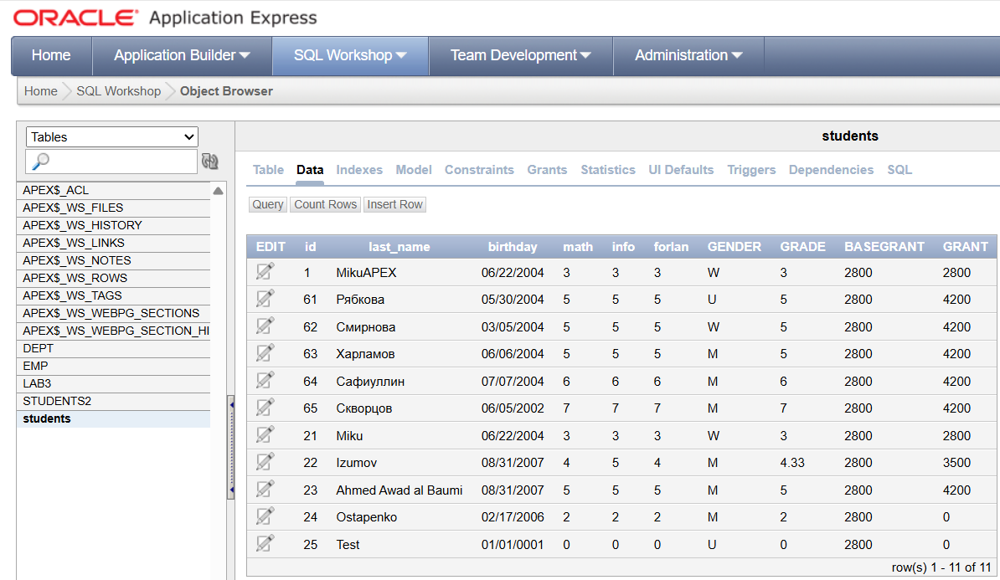 ORACLE® Application Express
Home Application Builder SQL Workshop Team Development Administration
Home SQL Workshop Object Browser
Tables
APEX$_ACL
APEX$_WS_FILES
APEX$_WS_HISTORY
APEX$_WS_LINKS
APEX$_WS_NOTES
APEX$_WS_ROWS
APEX$_WS_TAGS
APEX$_WS_WEBPG_SECTIONS
APEX$_WS_WEBPG_SECTION_HI
DEPT
EMP
LAB3
STUDENTS2
students
students
Table Data Indexes Model Constraints Grants Statistics UI Defaults Triggers Dependencies SQL
Query Count Rows Insert Row
EDIT id last_name birthday math info forlan GENDER GRADE BASEGRANT GRANT
1 MikuAPEX 06/22/2004 3 3 3 W 3 2800 2800
61 Рябкова 05/30/2004 5 5 5 U 5 2800 4200
62 Смирнова 03/05/2004 5 5 5 W 5 2800 4200
63 Харламов 06/06/2004 5 5 5 M 5 2800 4200
64 Сафиуллин 07/07/2004 6 6 6 M 6 2800 4200
65 Скворцов 06/05/2002 7 7 7 M 7 2800 4200
21 Miku 06/22/2004 3 3 3 W 3 2800 2800
22 Izumov 08/31/2007 4 5 4 M 4.33 2800 3500
23 Ahmed Awad al Baumi 08/31/2007 5 5 5 M 5 2800 4200
24 Ostapenko 02/17/2006 2 2 2 M 2 2800 0
25 Test 01/01/0001 0 0 0 U 0 2800 0
row(s) 1 - 11 of 11